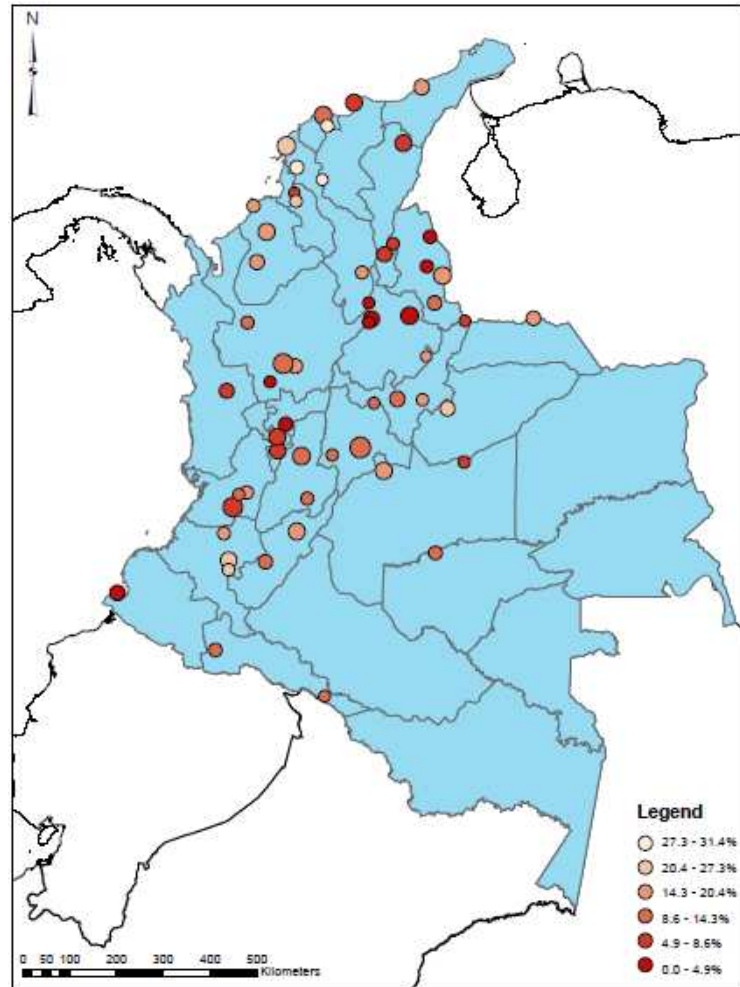 N
Legend
27.3 - 31.4%
20.4 - 27.3%
14.3 - 20.4%
8.6 - 14.3%
4.9 - 8.6%
0.0 - 4.9%
0 50 100 200 300 400 500
Kilometers